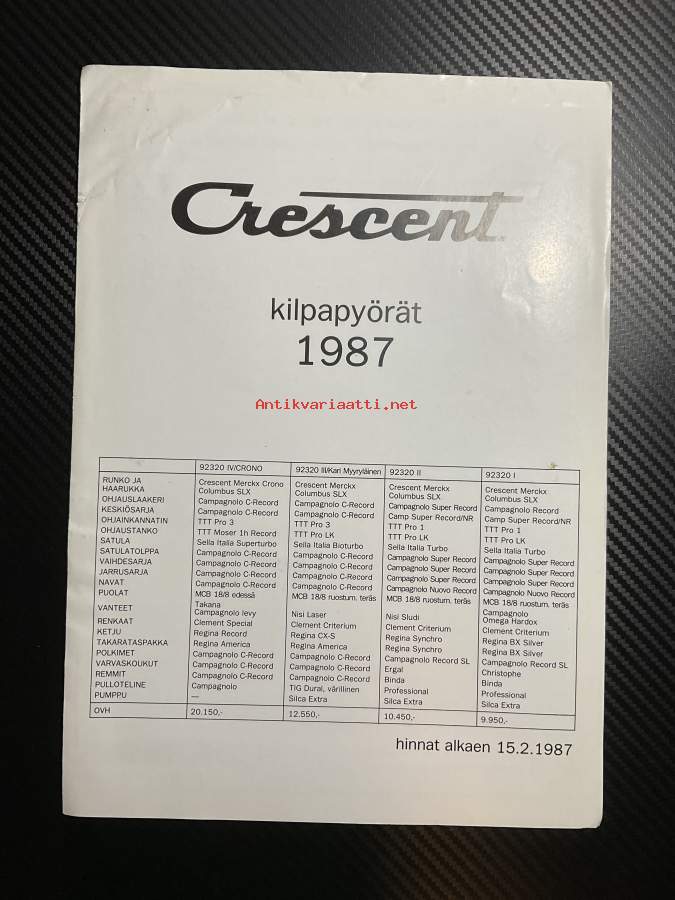 Crescent
kilpapyörät
1987
Antikvariaatti.net
92320 IV/CRONO 92320 III/Kari Myyryläinen 92320 II 92320 I
RUNKO JA HAARUKKA Crescent Merckx Crono Columbus SLX Crescent Merckx Columbus SLX Crescent Merckx Columbus SLX Crescent Merckx Columbus SLX
OHJAUSLAAKERI Campagnolo C-Record Campagnolo C-Record Campagnolo Super Record Campagnolo Record
KESKIÖSARJA Campagnolo C-Record Campagnolo C-Record Camp Super Record/NR Camp Super Record/NR
OHJAINKANNATIN TTT Pro 3 TTT Pro 3 TTT Pro 1 TTT Pro 1
OHJAUSTANKO TTT Moser 1h Record TTT Pro LK TTT Pro LK TTT Pro LK
SATULA Sella Italia Superturbo Sella Italia Bioturbo Sella Italia Turbo Sella Italia Turbo
SATULATOLPPA Campagnolo C-Record Campagnolo C-Record Campagnolo Super Record Campagnolo Super Record
VAIHDESARJA Campagnolo C-Record Campagnolo C-Record Campagnolo Super Record Campagnolo Super Record
JARRUSARJA Campagnolo C-Record Campagnolo C-Record Campagnolo Super Record Campagnolo Super Record
NAVAT Campagnolo C-Record Campagnolo C-Record Campagnolo Nuovo Record Campagnolo Nuovo Record
PUOLAT MCB 18/8 edessä MCB 18/8 ruostum. teräs MCB 18/8 ruostum. teräs MCB 18/8 ruostum. teräs
VANTEET Takana Campagnolo levy Nisi Laser Nisi Sludi Campagnolo Omega Hardox
RENKAAT Clement Special Clement Criterium Clement Criterium Clement Criterium
KETJU Regina Record Regina CX-S Regina Synchro Regina BX Silver
TAKARATASPAKKA Regina America Regina America Regina Synchro Regina BX Silver
POLKIMET Campagnolo C-Record Campagnolo C-Record Campagnolo Record SL Campagnolo Record SL
VARVASKOUKUT Campagnolo C-Record Campagnolo C-Record Ergal Christophe
REMMIT Campagnolo C-Record Campagnolo C-Record Binda Binda
PULLOTELINE Campagnolo TIG Dural, värillinen Professional Professional
PUMPPU — Silca Extra Silca Extra Silca Extra
OVH 20.150,- 12.550,- 10.450,- 9.950,-
hinnat alkaen 15.2.1987